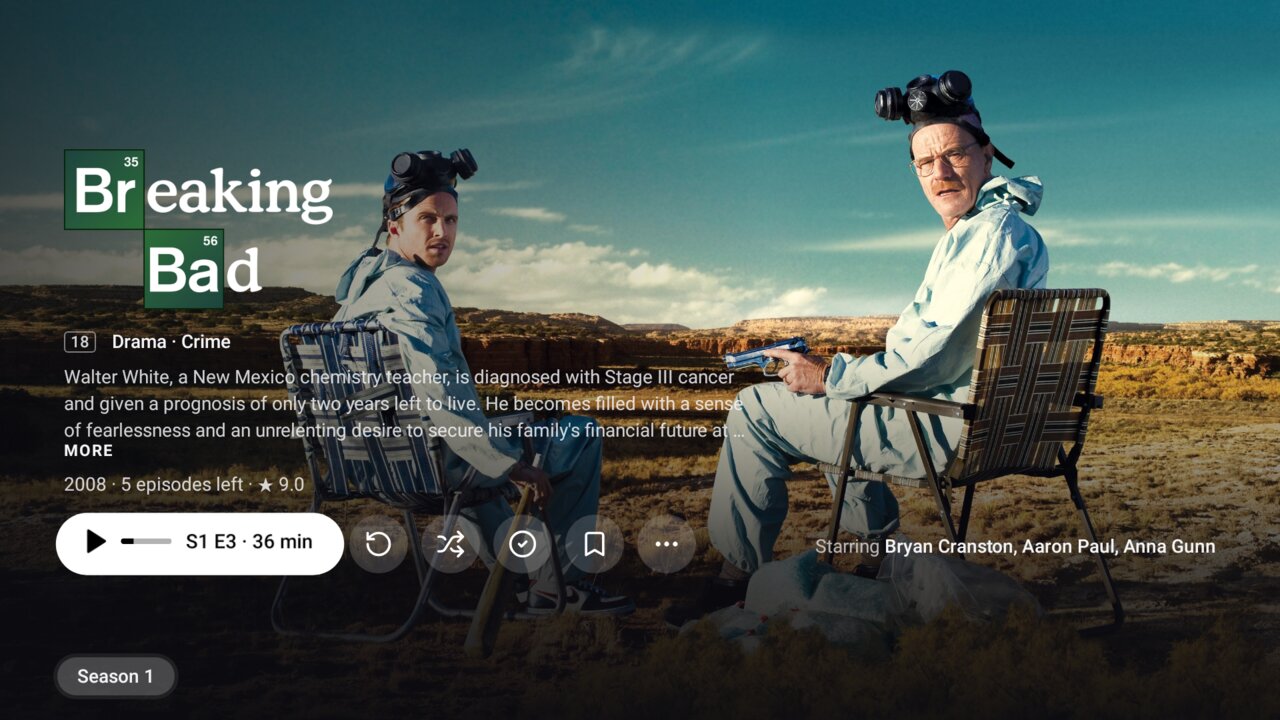 35
Breaking
56
Bad
18 Drama · Crime
Walter White, a New Mexico chemistry teacher, is diagnosed with Stage III cancer
and given a prognosis of only two years left to live. He becomes filled with a sense
of fearlessness and an unrelenting desire to secure his family's financial future at …
MORE
2008 · 5 episodes left · ★ 9.0
S1 E3 · 36 min
Starring Bryan Cranston, Aaron Paul, Anna Gunn
Season 1